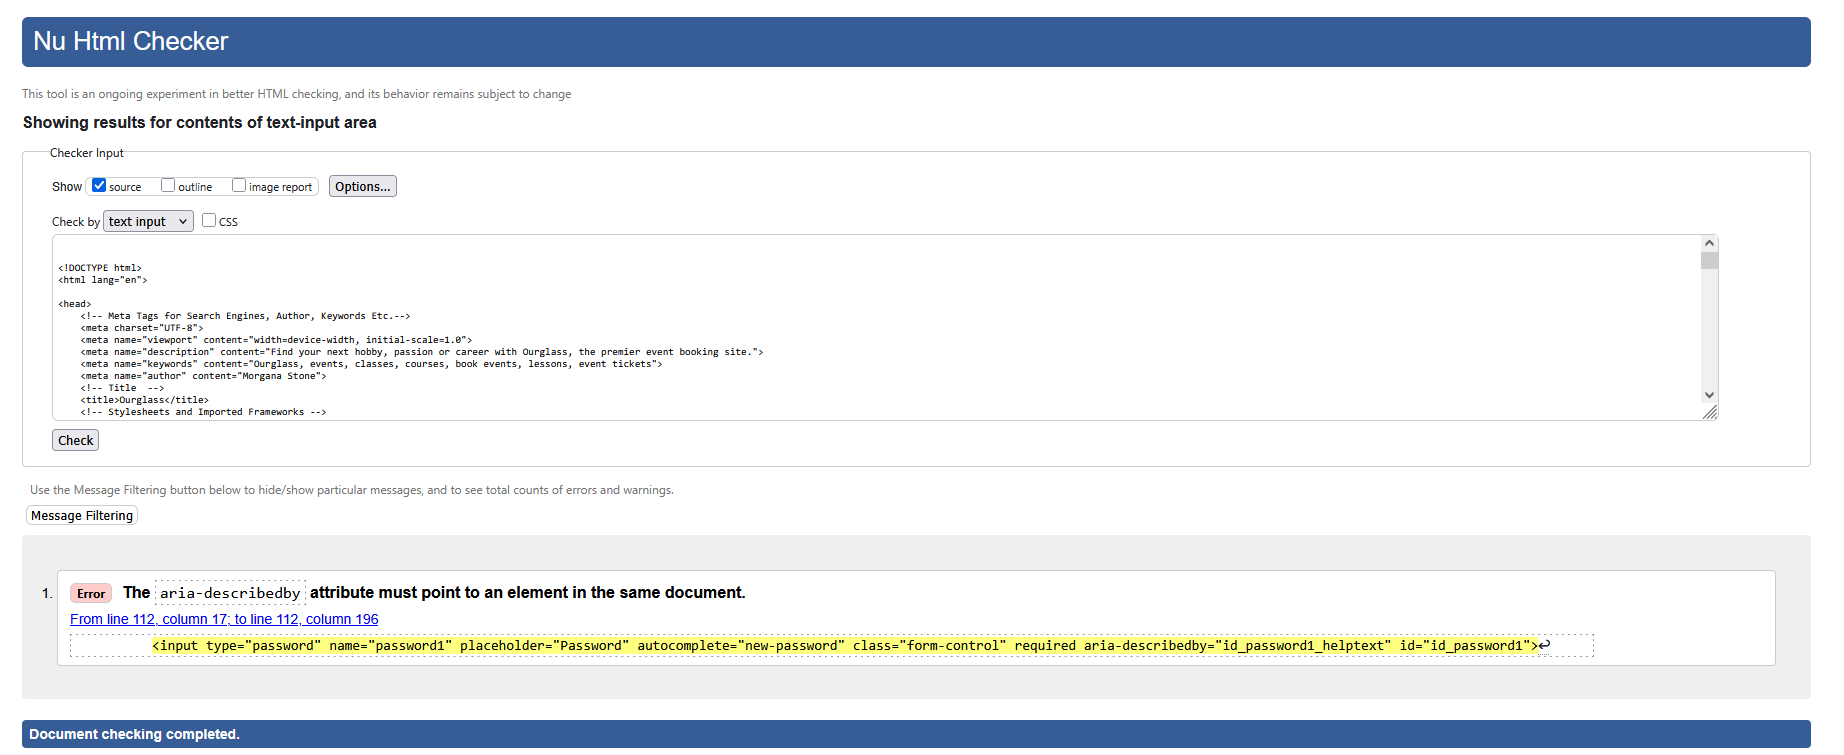 Nu Html Checker
This tool is an ongoing experiment in better HTML checking, and its behavior remains subject to change
Showing results for contents of text-input area
Checker Input
Show source outline image report Options...
Check by text input CSS
<!DOCTYPE html>
<html lang="en">
<head>
<!-- Meta Tags for Search Engines, Author, Keywords Etc.-->
<meta charset="UTF-8">
<meta name="viewport" content="width=device-width, initial-scale=1.0">
<meta name="description" content="Find your next hobby, passion or career with Ourglass, the premier event booking site.">
<meta name="keywords" content="Ourglass, events, classes, courses, book events, lessons, event tickets">
<meta name="author" content="Morgana Stone">
<!-- Title  -->
<title>Ourglass</title>
<!-- Stylesheets and Imported Frameworks -->
Check
Use the Message Filtering button below to hide/show particular messages, and to see total counts of errors and warnings.
Message Filtering
1. Error The aria-describedby attribute must point to an element in the same document.
From line 112, column 17; to line 112, column 196
<input type="password" name="password1" placeholder="Password" autocomplete="new-password" class="form-control" required aria-describedby="id_password1_helptext" id="id_password1">↩
Document checking completed.